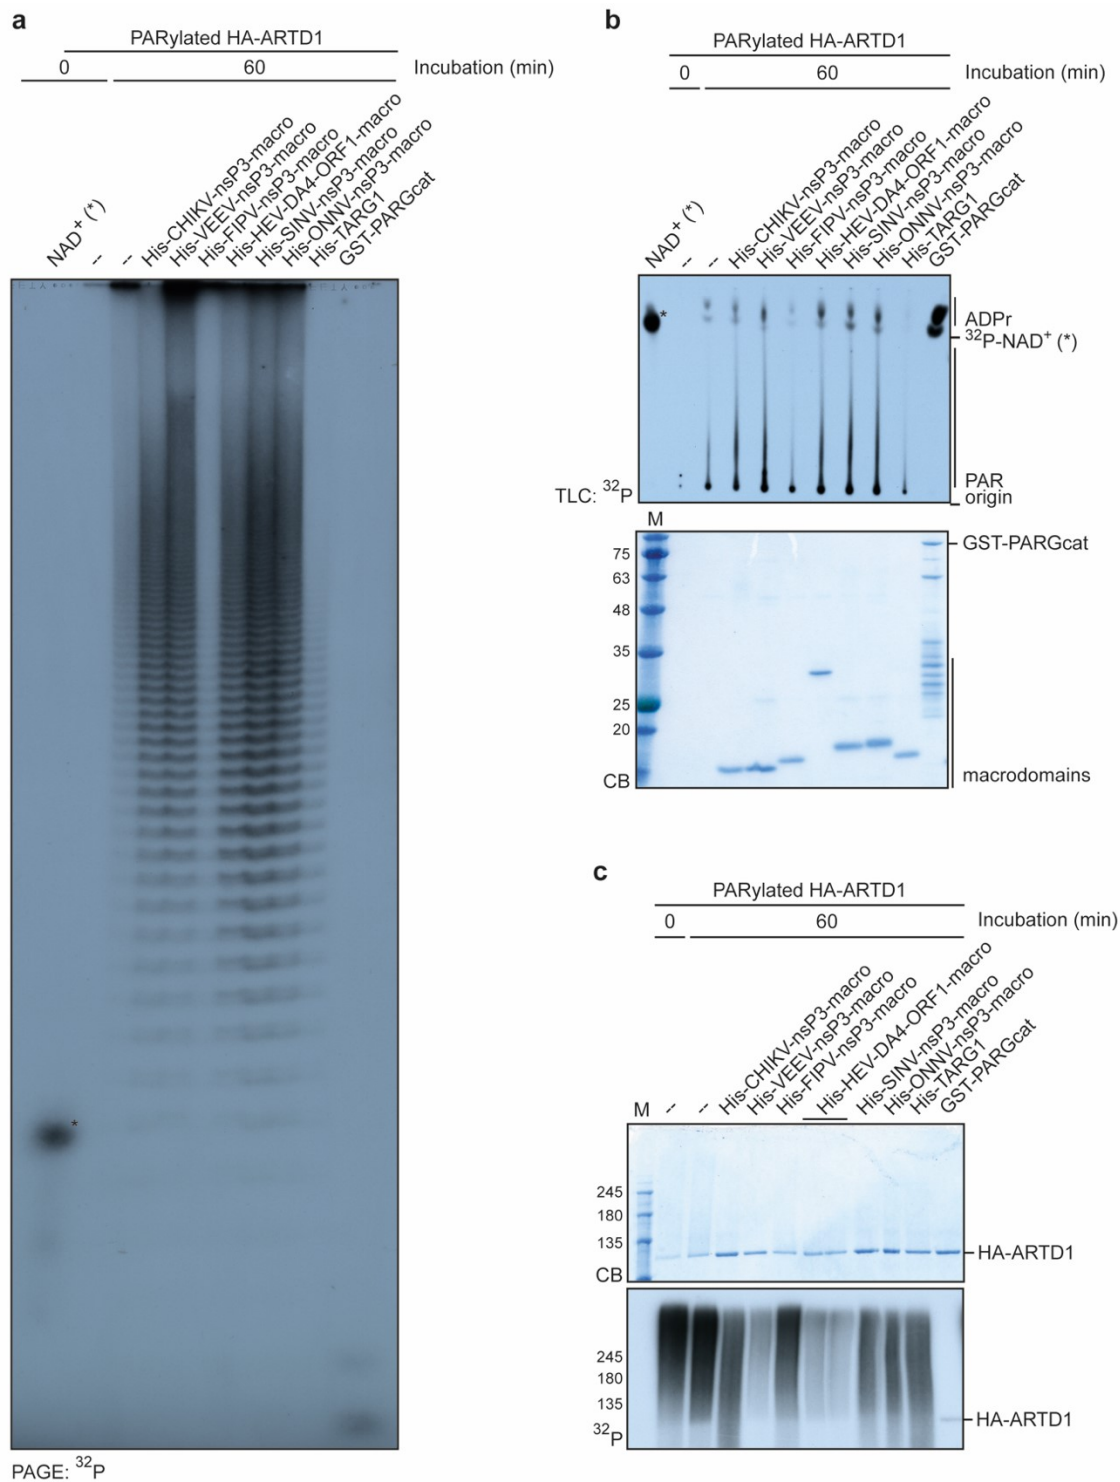 a
PARylated HA-ARTD1
0 60 Incubation (min)
NAD⁺ (*)
--
--
His-CHIKV-nsP3-macro
His-VEEV-nsP3-macro
His-FIPV-nsP3-macro
His-HEV-DA4-ORF1-macro
His-SINV-nsP3-macro
His-ONNV-nsP3-macro
His-TARG1
GST-PARGcat
*
PAGE: ³²P
b
PARylated HA-ARTD1
0 60 Incubation (min)
NAD⁺ (*)
--
--
His-CHIKV-nsP3-macro
His-VEEV-nsP3-macro
His-FIPV-nsP3-macro
His-HEV-DA4-ORF1-macro
His-SINV-nsP3-macro
His-ONNV-nsP3-macro
His-TARG1
GST-PARGcat
*
ADPr
³²P-NAD⁺ (*)
PAR
origin
TLC: ³²P
M
GST-PARGcat
75
63
48
35
25
20
CB
macrodomains
c
PARylated HA-ARTD1
0 60 Incubation (min)
M
--
--
His-CHIKV-nsP3-macro
His-VEEV-nsP3-macro
His-FIPV-nsP3-macro
His-HEV-DA4-ORF1-macro
His-SINV-nsP3-macro
His-ONNV-nsP3-macro
His-TARG1
GST-PARGcat
245
180
135
HA-ARTD1
CB
245
180
135
HA-ARTD1
³²P